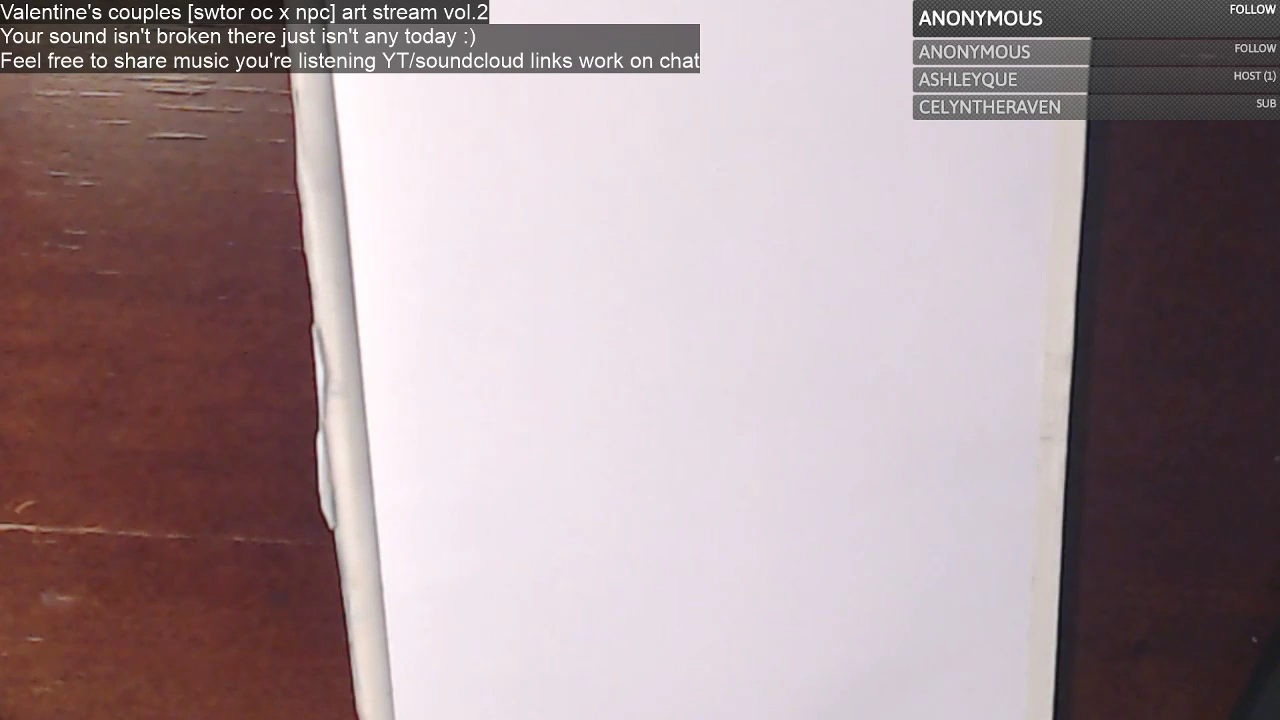 Valentine's couples [swtor oc x npc] art stream vol.2
Your sound isn't broken there just isn't any today :)
Feel free to share music you're listening YT/soundcloud links work on chat
ANONYMOUS FOLLOW
ANONYMOUS FOLLOW
ASHLEYQUE HOST (1)
CELYNTHERAVEN SUB